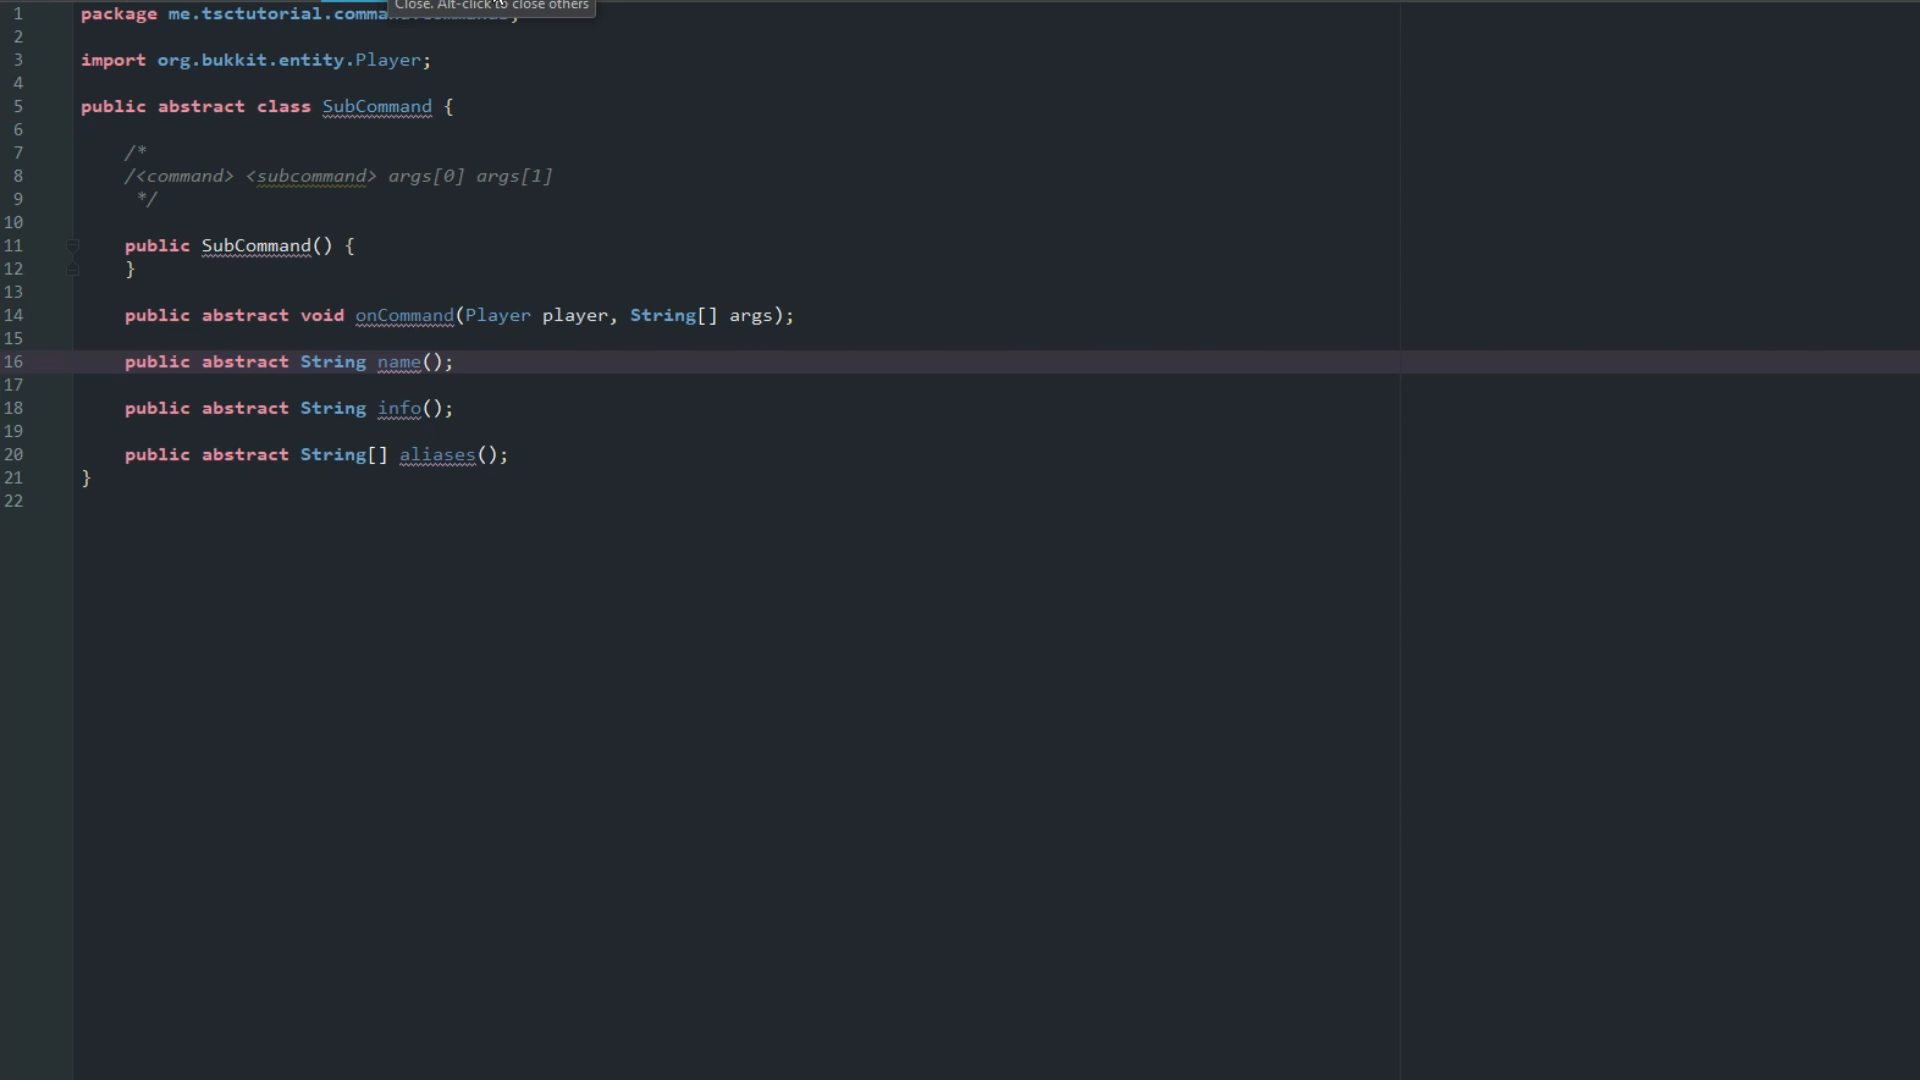 Close. Alt-click to close others
1 package me.tsctutorial.comma
2
3 import org.bukkit.entity.Player;
4
5 public abstract class SubCommand {
6
7 /*
8 /<command> <subcommand> args[0] args[1]
9 */
10
11 public SubCommand() {
12 }
13
14 public abstract void onCommand(Player player, String[] args);
15
16 public abstract String name();
17
18 public abstract String info();
19
20 public abstract String[] aliases();
21 }
22